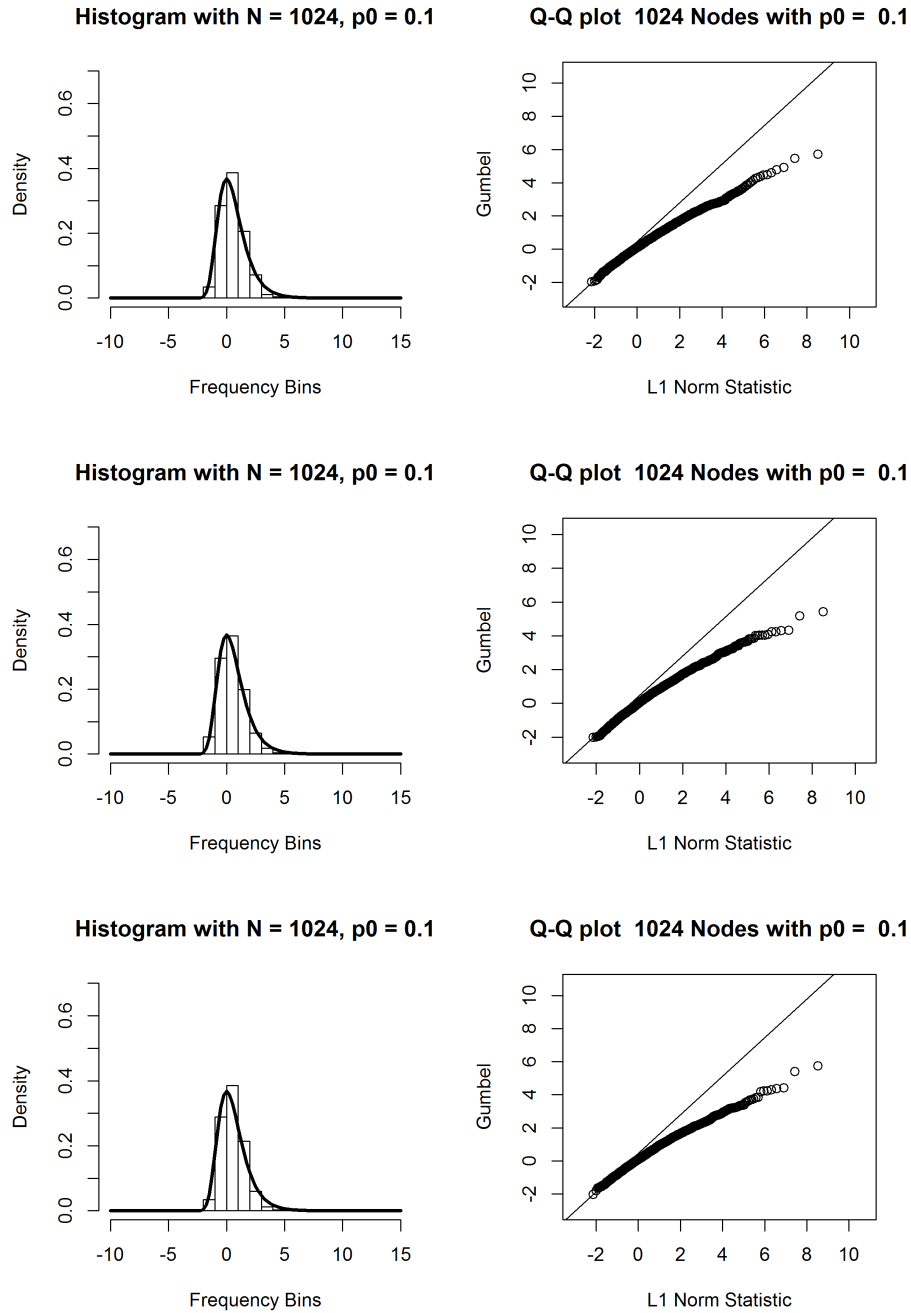 Histogram with N = 1024, p0 = 0.1
Q-Q plot  1024 Nodes with p0 =  0.1
Density
0.0 0.2 0.4 0.6
-10 -5 0 5 10 15
Frequency Bins
Gumbel
-2 0 2 4 6 8 10
-2 0 2 4 6 8 10
L1 Norm Statistic
Histogram with N = 1024, p0 = 0.1
Q-Q plot  1024 Nodes with p0 =  0.1
Density
0.0 0.2 0.4 0.6
-10 -5 0 5 10 15
Frequency Bins
Gumbel
-2 0 2 4 6 8 10
-2 0 2 4 6 8 10
L1 Norm Statistic
Histogram with N = 1024, p0 = 0.1
Q-Q plot  1024 Nodes with p0 =  0.1
Density
0.0 0.2 0.4 0.6
-10 -5 0 5 10 15
Frequency Bins
Gumbel
-2 0 2 4 6 8 10
-2 0 2 4 6 8 10
L1 Norm Statistic